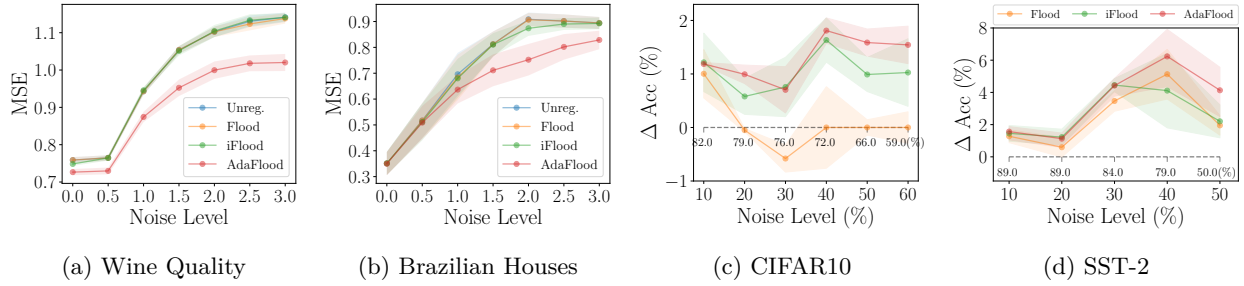 MSE
1.1
1.0
0.9
0.8
0.7
0.0 0.5 1.0 1.5 2.0 2.5 3.0
Noise Level
Unreg.
Flood
iFlood
AdaFlood
(a) Wine Quality
MSE
0.9
0.8
0.7
0.6
0.5
0.4
0.3
0.0 0.5 1.0 1.5 2.0 2.5 3.0
Noise Level
Unreg.
Flood
iFlood
AdaFlood
(b) Brazilian Houses
Δ Acc (%)
2
1
0
−1
82.0 79.0 76.0 72.0 66.0 59.0(%)
10 20 30 40 50 60
Noise Level (%)
(c) CIFAR10
Flood iFlood AdaFlood
Δ Acc (%)
8
6
4
2
0
89.0 89.0 84.0 79.0 50.0(%)
10 20 30 40 50
Noise Level (%)
(d) SST-2